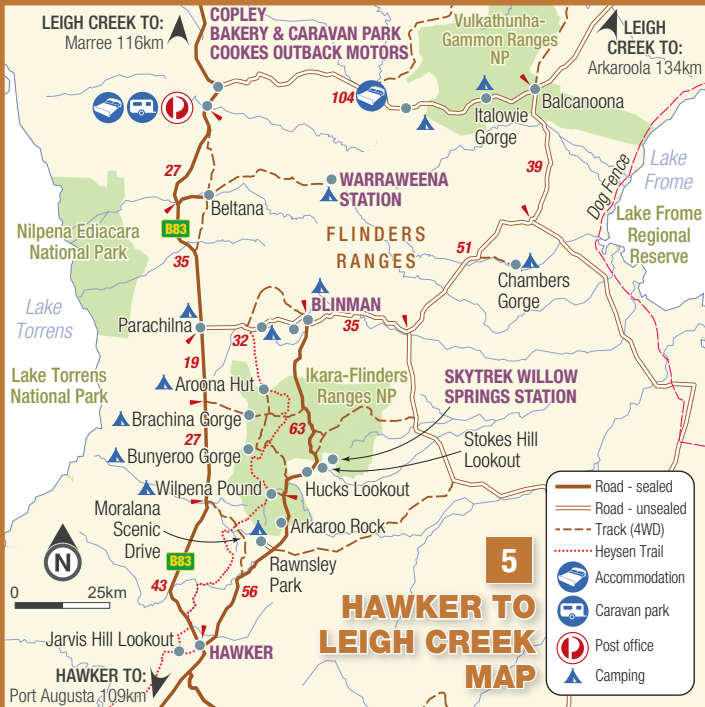 LEIGH CREEK TO:
Marree 116km
COPLEY
BAKERY & CARAVAN PARK
COOKES OUTBACK MOTORS
Vulkathunha-
Gammon Ranges
NP
LEIGH
CREEK TO:
Arkaroola 134km
104
Italowie
Gorge
Balcanoona
27
39
Dog Fence
Lake
Frome
Lake Frome
Regional
Reserve
Beltana
WARRAWEENA
STATION
B83
Nilpena Ediacara
National Park
FLINDERS
RANGES
35
51
Chambers
Gorge
Lake
Torrens
Parachilna
32
BLINMAN
35
19
Lake Torrens
National Park
Aroona Hut
Ikara-Flinders
Ranges NP
SKYTREK WILLOW
SPRINGS STATION
Brachina Gorge
63
27
Bunyeroo Gorge
Stokes Hill
Lookout
Wilpena Pound
Hucks Lookout
Moralana
Scenic
Drive
Arkaroo Rock
Rawnsley
Park
N
B83
0 25km
43
56
Jarvis Hill Lookout
HAWKER
HAWKER TO:
Port Augusta 109km
5
HAWKER TO
LEIGH CREEK
MAP
Road - sealed
Road - unsealed
Track (4WD)
Heysen Trail
Accommodation
Caravan park
Post office
Camping